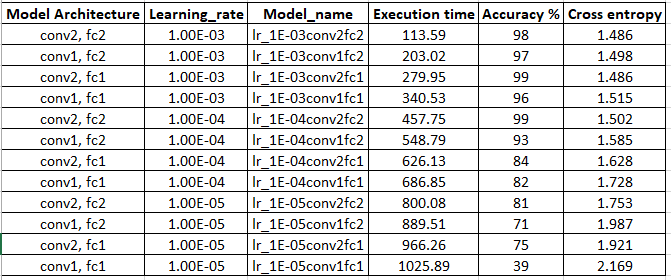 Model Architecture Learning_rate Model_name Execution time Accuracy % Cross entropy
conv2, fc2 1.00E-03 lr_1E-03conv2fc2 113.59 98 1.486
conv1, fc2 1.00E-03 lr_1E-03conv1fc2 203.02 97 1.498
conv2, fc1 1.00E-03 lr_1E-03conv2fc1 279.95 99 1.486
conv1, fc1 1.00E-03 lr_1E-03conv1fc1 340.53 96 1.515
conv2, fc2 1.00E-04 lr_1E-04conv1fc2 457.75 99 1.502
conv1, fc2 1.00E-04 lr_1E-04conv1fc2 548.79 93 1.585
conv2, fc1 1.00E-04 lr_1E-04conv2fc1 626.13 84 1.628
conv1, fc1 1.00E-04 lr_1E-04conv1fc1 686.85 82 1.728
conv2, fc2 1.00E-05 lr_1E-05conv2fc2 800.08 81 1.753
conv1, fc2 1.00E-05 lr_1E-05conv1fc2 889.51 71 1.987
conv2, fc1 1.00E-05 lr_1E-05conv2fc1 966.26 75 1.921
conv1, fc1 1.00E-05 lr_1E-05conv1fc1 1025.89 39 2.169